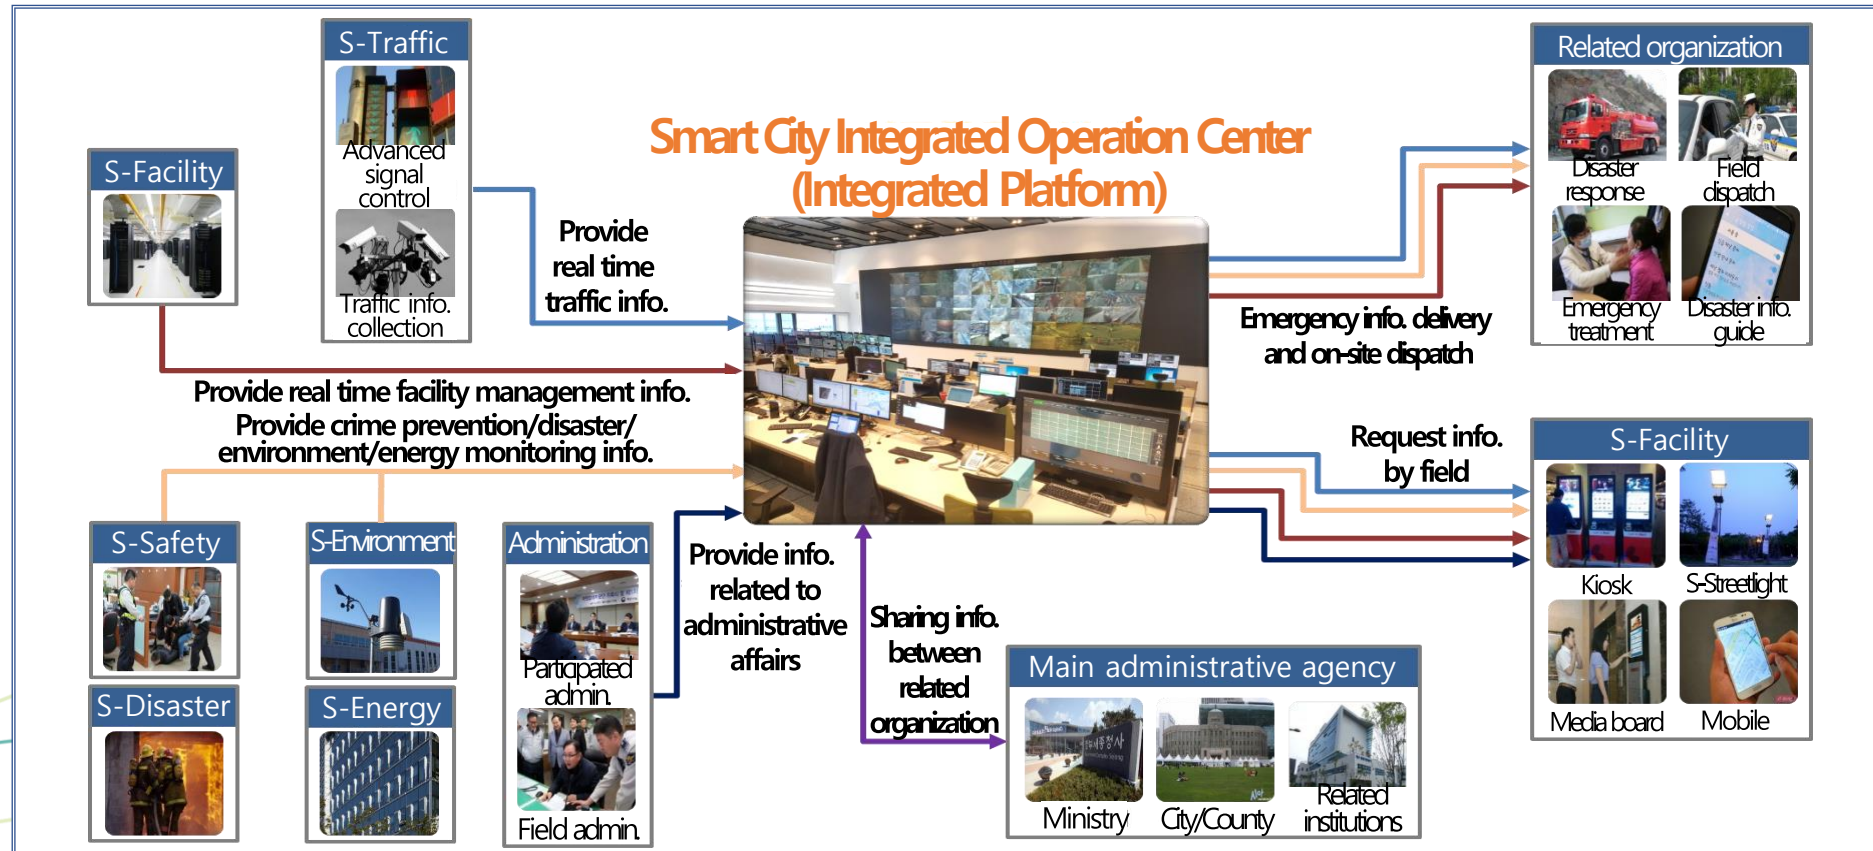 S-Traffic
Advanced
signal
control
Traffic info.
collection
S-Facility
Smart City Integrated Operation Center
(Integrated Platform)
Related organization
Disaster
response
Field
dispatch
Emergency
treatment
Disaster info.
guide
Provide
real time
traffic info.
Emergency info. delivery
and on-site dispatch
Provide real time facility management info.
Provide crime prevention/disaster/
environment/energy monitoring info.
Request info.
by field
S-Facility
Kiosk
S-Streetlight
Media board
Mobile
S-Safety
S-Environment
Administration
Participated
admin.
Field admin.
S-Disaster
S-Energy
Provide info.
related to
administrative
affairs
Sharing info.
between
related
organization
Main administrative agency
Ministry
City/County
Related
institutions